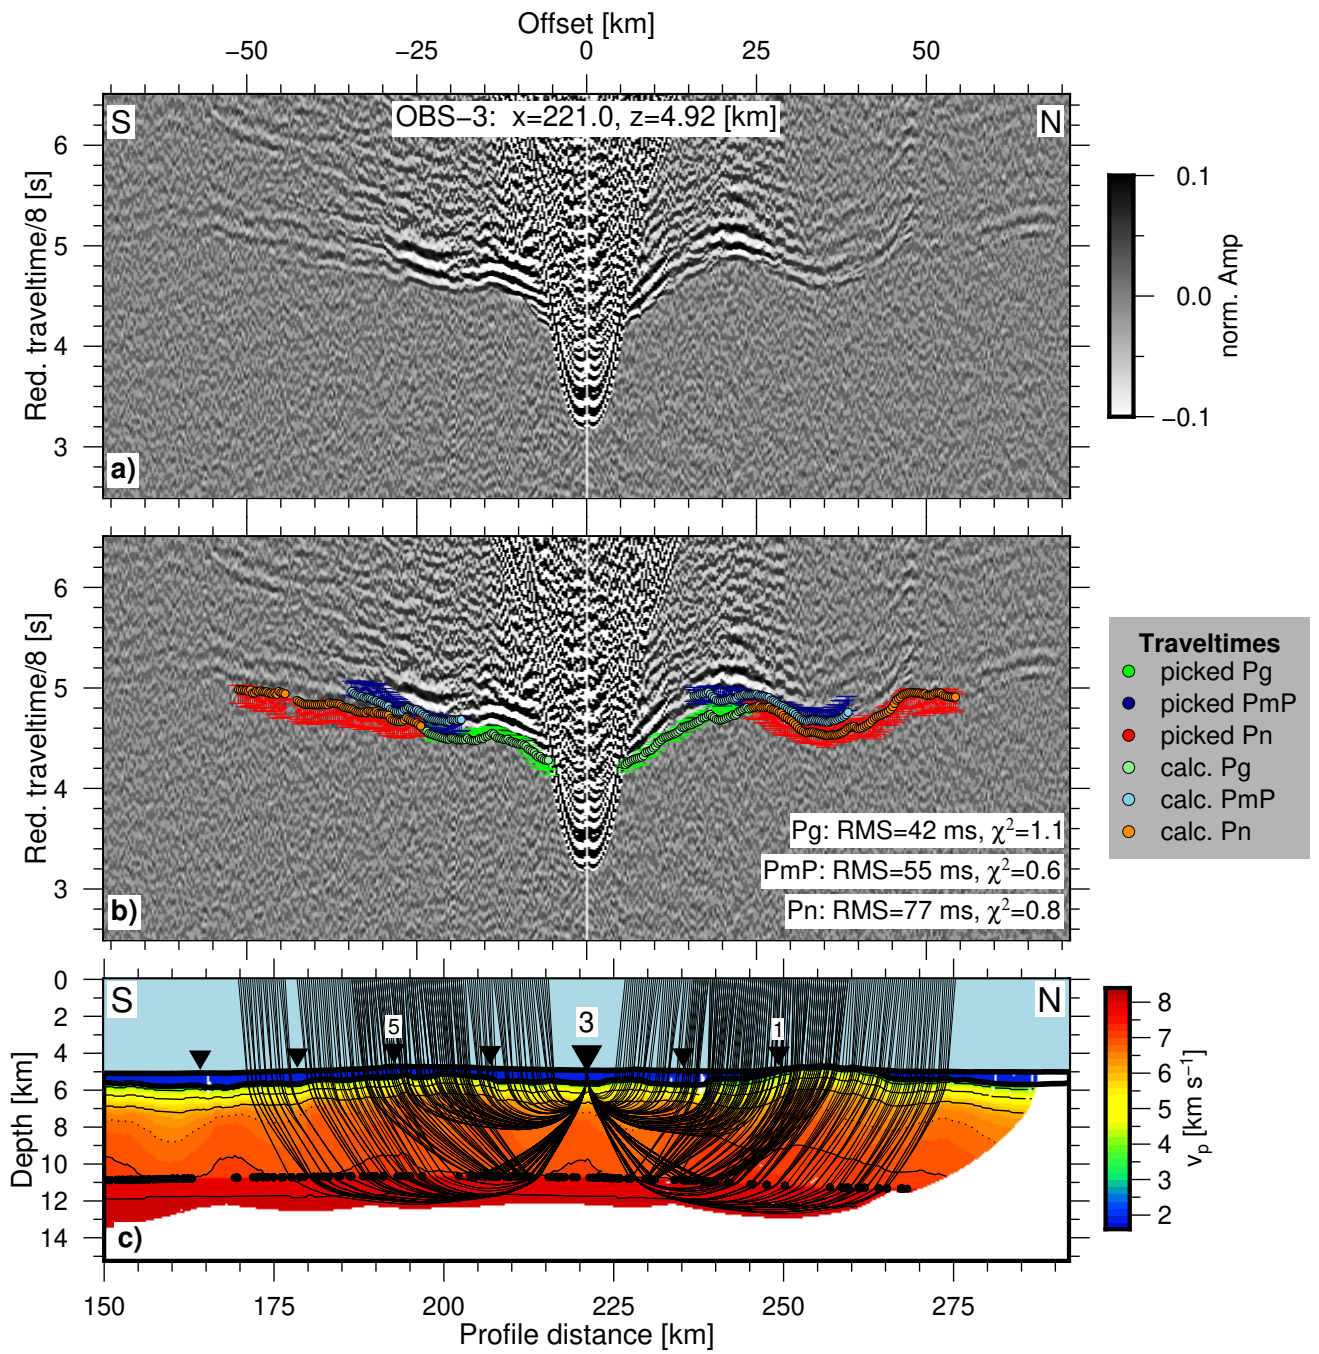 Offset [km]
−50 −25 0 25 50
S
OBS−3: x=221.0, z=4.92 [km]
N
Red. traveltime/8 [s]
6
5
4
3
a)
0.1
0.0
−0.1
norm. Amp
Red. traveltime/8 [s]
6
5
4
3
b)
Pg: RMS=42 ms, χ²=1.1
PmP: RMS=55 ms, χ²=0.6
Pn: RMS=77 ms, χ²=0.8
Traveltimes
picked Pg
picked PmP
picked Pn
calc. Pg
calc. PmP
calc. Pn
S
N
5
3
1
Depth [km]
0
2
4
6
8
10
12
14
c)
8
7
6
5
4
3
2
vp [km s⁻¹]
150 175 200 225 250 275
Profile distance [km]